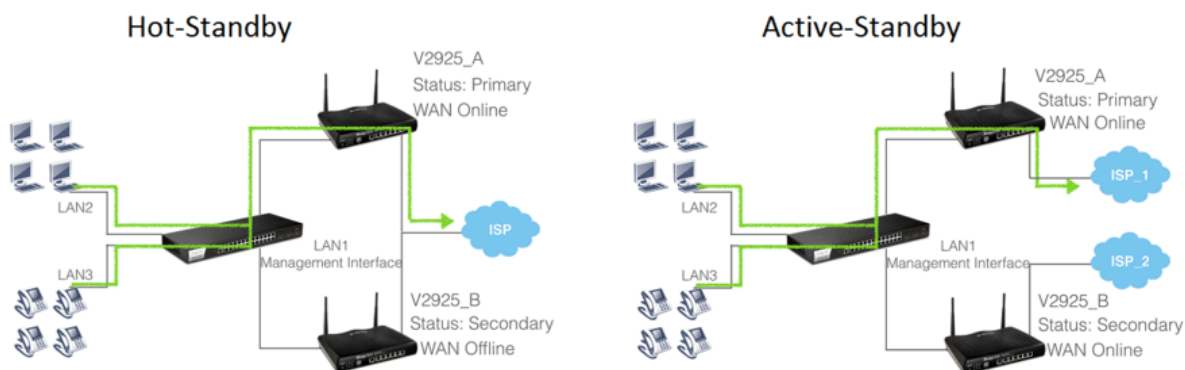 Hot-Standby
V2925_A
Status: Primary
WAN Online
LAN2
LAN1
Management Interface
ISP
LAN3
V2925_B
Status: Secondary
WAN Offline
Active-Standby
V2925_A
Status: Primary
WAN Online
ISP_1
LAN2
LAN1
Management Interface
ISP_2
LAN3
V2925_B
Status: Secondary
WAN Online